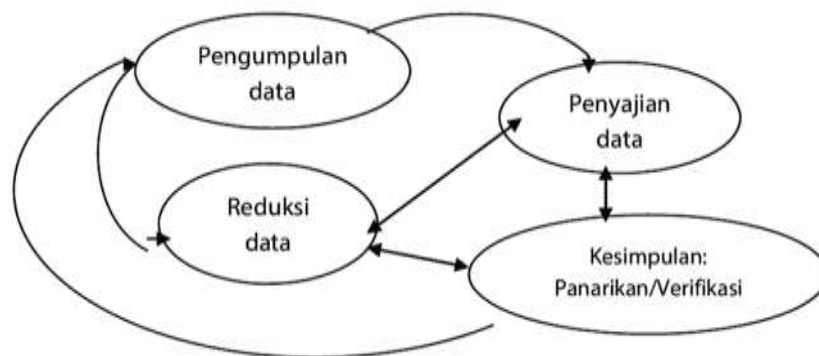 Pengumpulan
data
Penyajian
data
Reduksi
data
Kesimpulan:
Panarikan/Verifikasi